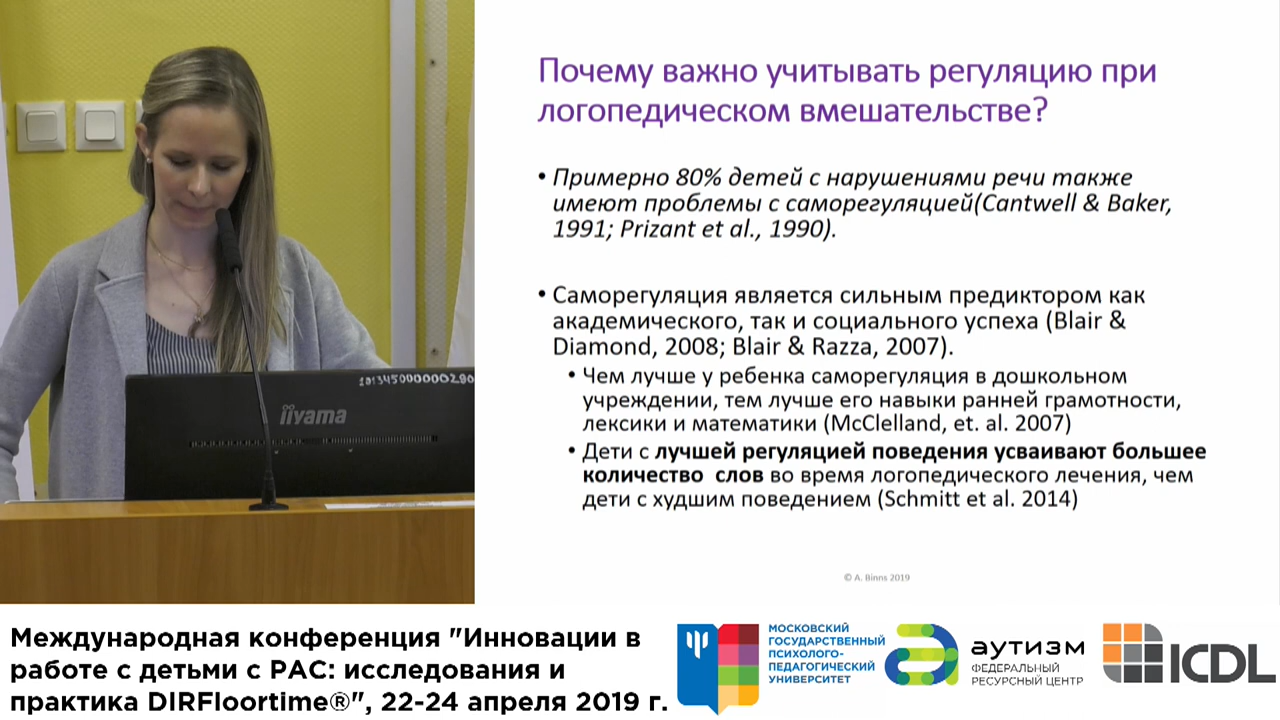 Почему важно учитывать регуляцию при
логопедическом вмешательстве?
• Примерно 80% детей с нарушениями речи также
имеют проблемы с саморегуляцией(Cantwell & Baker,
1991; Prizant et al., 1990).
• Саморегуляция является сильным предиктором как
академического, так и социального успеха (Blair &
Diamond, 2008; Blair & Razza, 2007).
• Чем лучше у ребенка саморегуляция в дошкольном
учреждении, тем лучше его навыки ранней грамотности,
лексики и математики (McClelland, et. al. 2007)
• Дети с лучшей регуляцией поведения усваивают большее
количество слов во время логопедического лечения, чем
дети с худшим поведением (Schmitt et al. 2014)
© A. Binns 2019
iiyama
Международная конференция "Инновации в
работе с детьми с РАС: исследования и
практика DIRFloortime®", 22-24 апреля 2019 г.
МОСКОВСКИЙ
ГОСУДАРСТВЕННЫЙ
ПСИХОЛОГО-
ПЕДАГОГИЧЕСКИЙ
УНИВЕРСИТЕТ
аутизм
ФЕДЕРАЛЬНЫЙ
РЕСУРСНЫЙ ЦЕНТР
ICDL